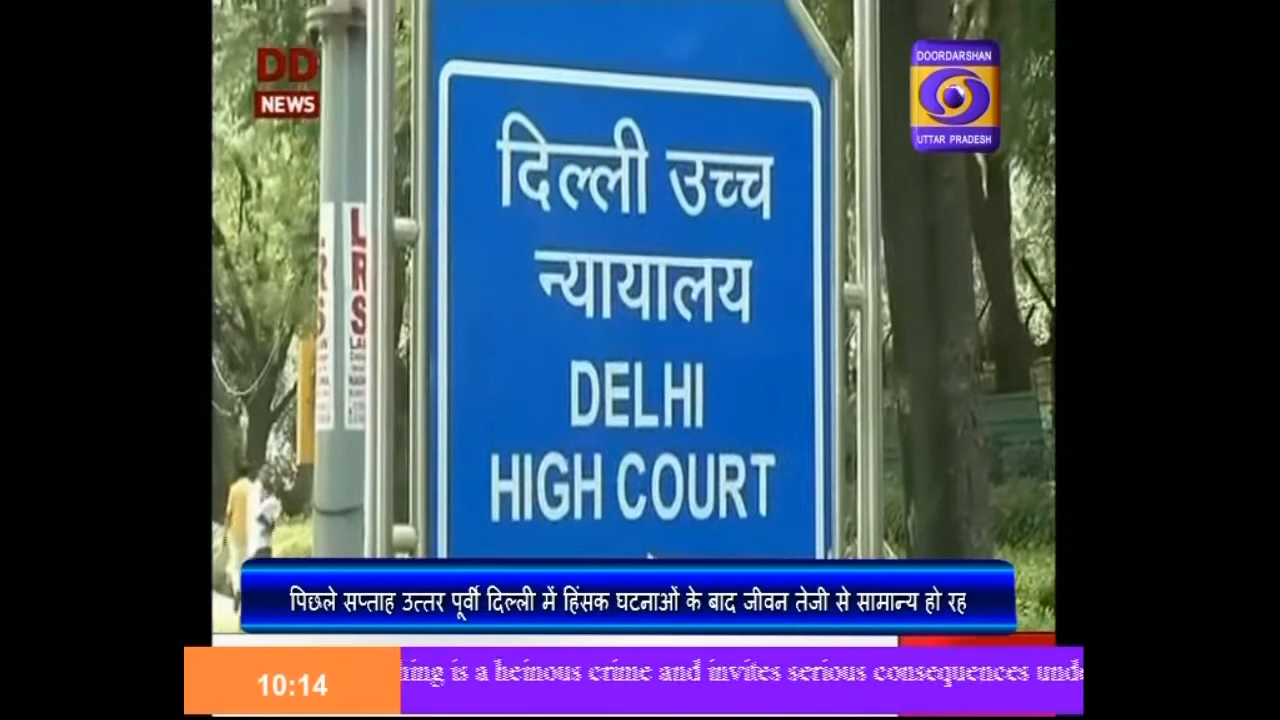 DD
NEWS
DOORDARSHAN
UTTAR PRADESH
दिल्ली उच्च
न्यायालय
DELHI
HIGH COURT
L
R
S
पिछले सप्ताह उत्तर पूर्वी दिल्ली में हिंसक घटनाओं के बाद जीवन तेजी से सामान्य हो रह
10:14
is a heinous crime and invites serious consequences